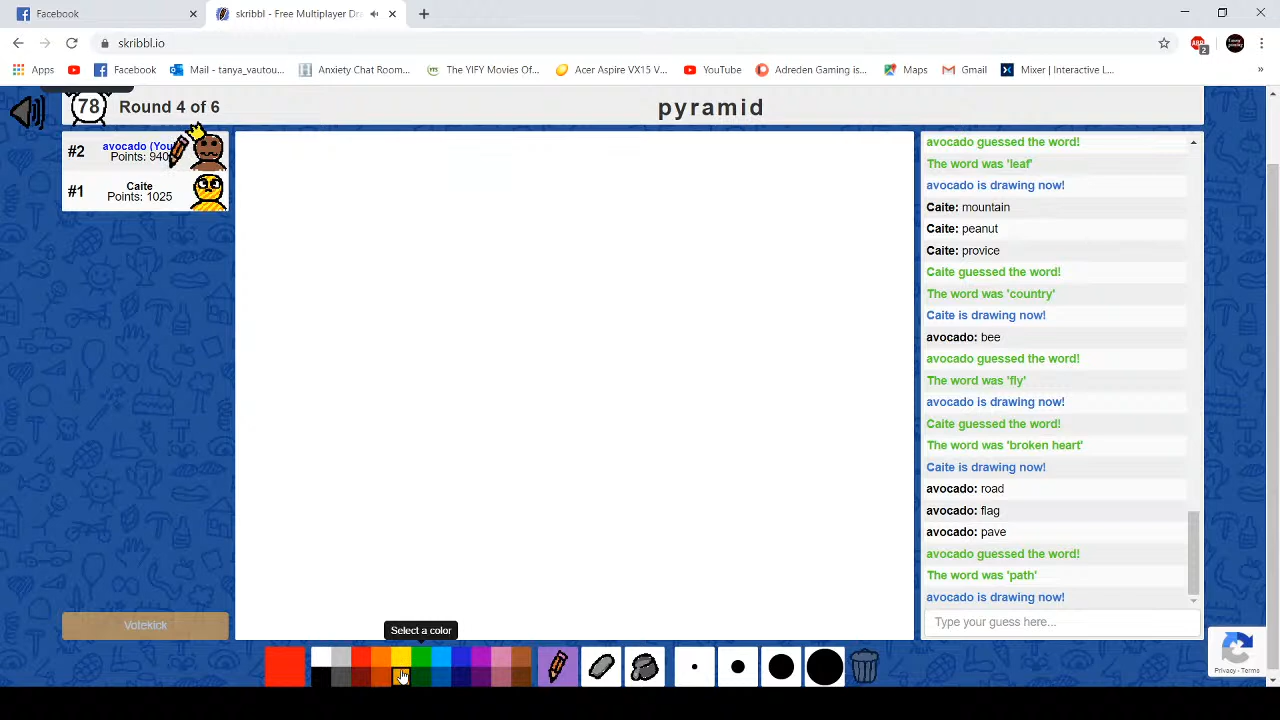 Facebook
skribbl - Free Multiplayer Dra
skribbl.io
2
Apps
Facebook
Mail - tanya_vautou...
Anxiety Chat Room...
The YIFY Movies Of...
Acer Aspire VX15 V...
YouTube
Adreden Gaming is...
Maps
Gmail
Mixer | Interactive L...
78
Round 4 of 6
pyramid
#2
avocado (You
Points: 940
#1
Caite
Points: 1025
avocado guessed the word!
The word was 'leaf'
avocado is drawing now!
Caite: mountain
Caite: peanut
Caite: provice
Caite guessed the word!
The word was 'country'
Caite is drawing now!
avocado: bee
avocado guessed the word!
The word was 'fly'
avocado is drawing now!
Caite guessed the word!
The word was 'broken heart'
Caite is drawing now!
avocado: road
avocado: flag
avocado: pave
avocado guessed the word!
The word was 'path'
avocado is drawing now!
Type your guess here...
Votekick
Select a color
Privacy - Terms